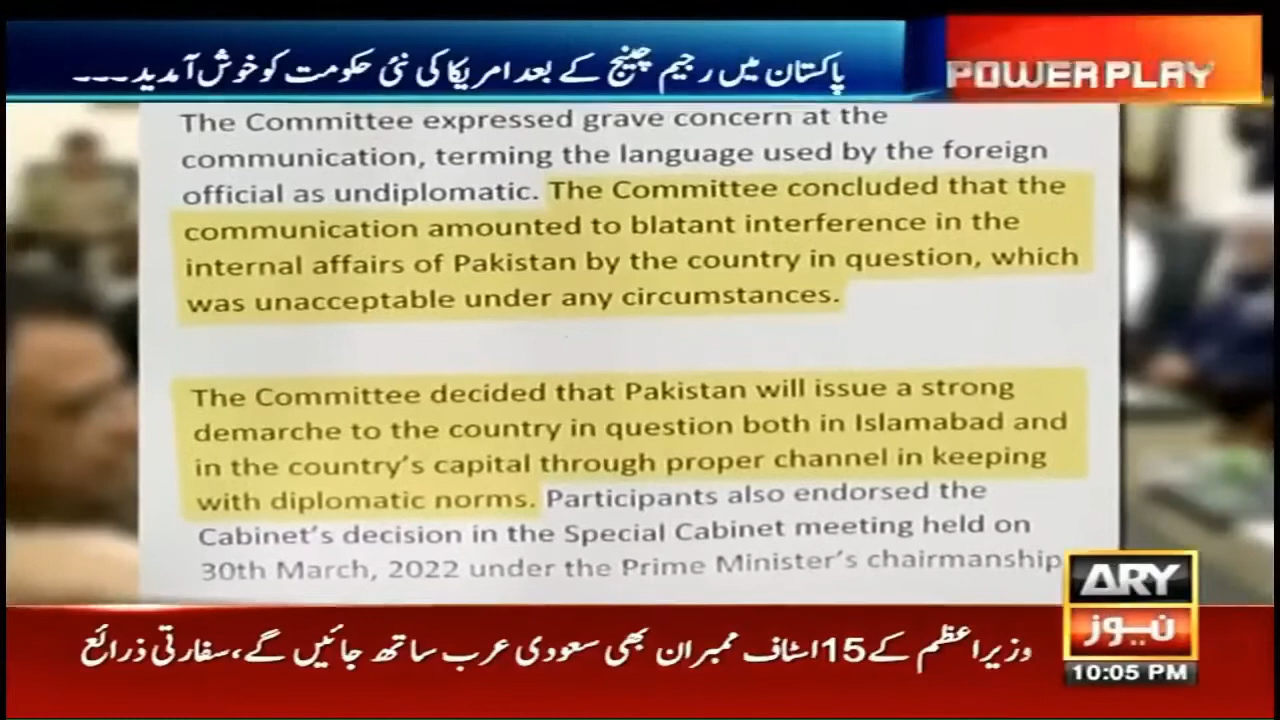 پاکستان میں رجیم چینج کے بعد امریکا کی نئی حکومت کو خوش آمدید ---
POWER PLAY
The Committee expressed grave concern at the
communication, terming the language used by the foreign
official as undiplomatic. The Committee concluded that the
communication amounted to blatant interference in the
internal affairs of Pakistan by the country in question, which
was unacceptable under any circumstances.
The Committee decided that Pakistan will issue a strong
demarche to the country in question both in Islamabad and
in the country's capital through proper channel in keeping
with diplomatic norms. Participants also endorsed the
Cabinet's decision in the Special Cabinet meeting held on
30th March, 2022 under the Prime Minister's chairmanship
ARY
نیوز
10:05 PM
وزیراعظم کے 15 اسٹاف ممبران بھی سعودی عرب ساتھ جائیں گے، سفارتی ذرائع